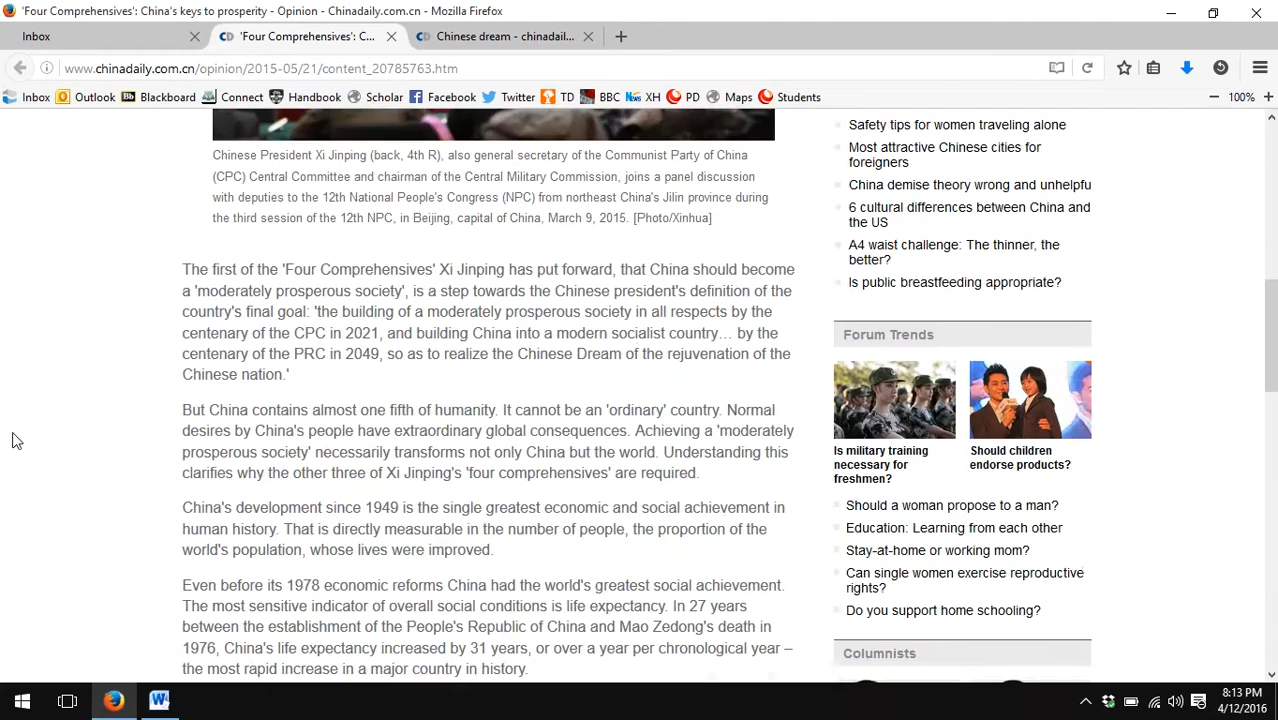 'Four Comprehensives': China's keys to prosperity - Opinion - Chinadaily.com.cn - Mozilla Firefox
Inbox
'Four Comprehensives': C...
Chinese dream - chinadail...
www.chinadaily.com.cn/opinion/2015-05/21/content_20785763.htm
Inbox Outlook Blackboard Connect Handbook Scholar Facebook Twitter TD BBC XH PD Maps Students
100%
Chinese President Xi Jinping (back, 4th R), also general secretary of the Communist Party of China
(CPC) Central Committee and chairman of the Central Military Commission, joins a panel discussion
with deputies to the 12th National People's Congress (NPC) from northeast China's Jilin province during
the third session of the 12th NPC, in Beijing, capital of China, March 9, 2015. [Photo/Xinhua]
The first of the 'Four Comprehensives' Xi Jinping has put forward, that China should become
a 'moderately prosperous society', is a step towards the Chinese president's definition of the
country's final goal: 'the building of a moderately prosperous society in all respects by the
centenary of the CPC in 2021, and building China into a modern socialist country… by the
centenary of the PRC in 2049, so as to realize the Chinese Dream of the rejuvenation of the
Chinese nation.'
But China contains almost one fifth of humanity. It cannot be an 'ordinary' country. Normal
desires by China's people have extraordinary global consequences. Achieving a 'moderately
prosperous society' necessarily transforms not only China but the world. Understanding this
clarifies why the other three of Xi Jinping's 'four comprehensives' are required.
China's development since 1949 is the single greatest economic and social achievement in
human history. That is directly measurable in the number of people, the proportion of the
world's population, whose lives were improved.
Even before its 1978 economic reforms China had the world's greatest social achievement.
The most sensitive indicator of overall social conditions is life expectancy. In 27 years
between the establishment of the People's Republic of China and Mao Zedong's death in
1976, China's life expectancy increased by 31 years, or over a year per chronological year –
the most rapid increase in a major country in history.
Safety tips for women traveling alone
Most attractive Chinese cities for
foreigners
China demise theory wrong and unhelpfu
6 cultural differences between China and
the US
A4 waist challenge: The thinner, the
better?
Is public breastfeeding appropriate?
Forum Trends
Is military training
necessary for
freshmen?
Should children
endorse products?
Should a woman propose to a man?
Education: Learning from each other
Stay-at-home or working mom?
Can single women exercise reproductive
rights?
Do you support home schooling?
Columnists
8:13 PM
4/12/2016